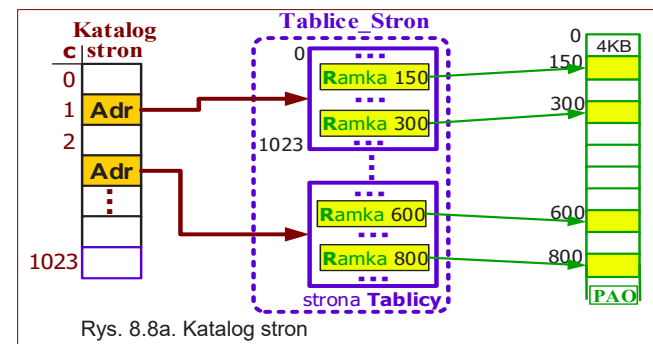 Katalog
c stron
0
1 Adr
2
Adr
1023
Tablice_Stron
0
Ramka 150
Ramka 300
1023
Ramka 600
Ramka 800
strona Tablicy
0
4KB
150
300
600
800
PAO
Rys. 8.8a. Katalog stron